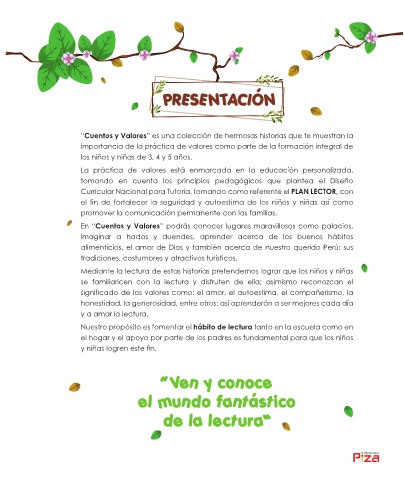 PRESENTACIÓN
"Cuentos y Valores" es una colección de hermosas historias que te muestran la
importancia de la práctica de valores como parte de la formación integral de
los niños y niñas de 3, 4 y 5 años.
La práctica de valores está enmarcada en la educación personalizada,
tomando en cuenta los principios pedagógicos que plantea el Diseño
Curricular Nacional para Tutoría, tomando como referente el PLAN LECTOR, con
el fin de fortalecer la seguridad y autoestima de los niños y niñas así como
promover la comunicación permanente con las familias.
En "Cuentos y Valores" podrás conocer lugares maravillosos como palacios,
imaginar a hadas y duendes, aprender acerca de los buenos hábitos
alimenticios, el amor de Dios y también acerca de nuestro querido Perú: sus
tradiciones, costumbres y atractivos turísticos.
Mediante la lectura de estas historias pretendemos lograr que los niños y niñas
se familiaricen con la lectura y disfruten de ella; asimismo reconozcan el
significado de los valores como: el amor, el autoestima, el compañerismo, la
honestidad, la generosidad, entre otros; así aprenderán a ser mejores cada día
y a amar la lectura.
Nuestro propósito es fomentar el hábito de lectura tanto en la escuela como en
el hogar y el apoyo por parte de los padres es fundamental para que los niños
y niñas logren este fin.
"Ven y conoce
el mundo fantástico
de la lectura"
Piza